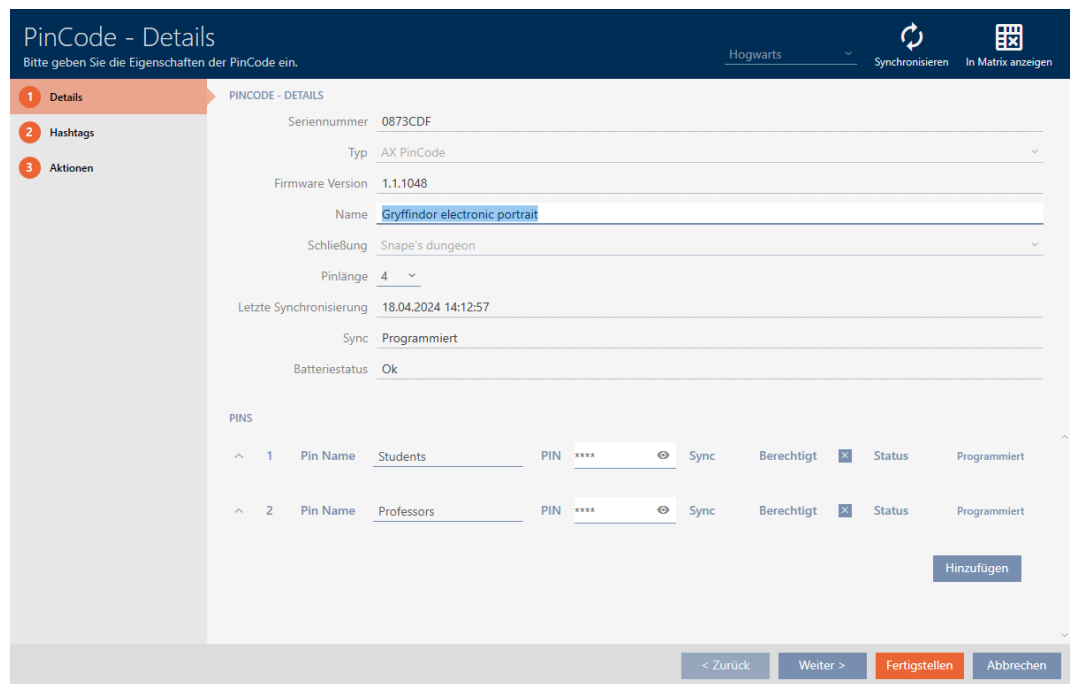 PinCode - Details
Bitte geben Sie die Eigenschaften der PinCode ein.
Hogwarts
Synchronisieren
In Matrix anzeigen
1 Details
2 Hashtags
3 Aktionen
PINCODE - DETAILS
Seriennummer 0873CDF
Typ AX PinCode
Firmware Version 1.1.1048
Name Gryffindor electronic portrait
Schließung Snape's dungeon
Pinlänge 4
Letzte Synchronisierung 18.04.2024 14:12:57
Sync Programmiert
Batteriestatus Ok
PINS
1 Pin Name Students PIN **** Sync Berechtigt Status Programmiert
2 Pin Name Professors PIN **** Sync Berechtigt Status Programmiert
Hinzufügen
< Zurück Weiter > Fertigstellen Abbrechen